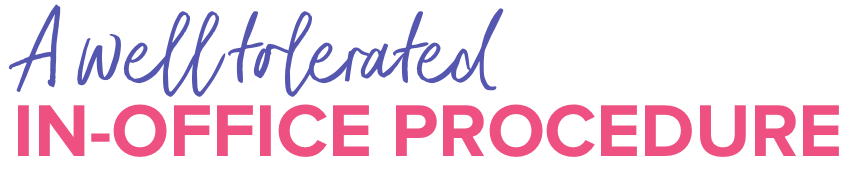 A well tolerated
IN-OFFICE PROCEDURE